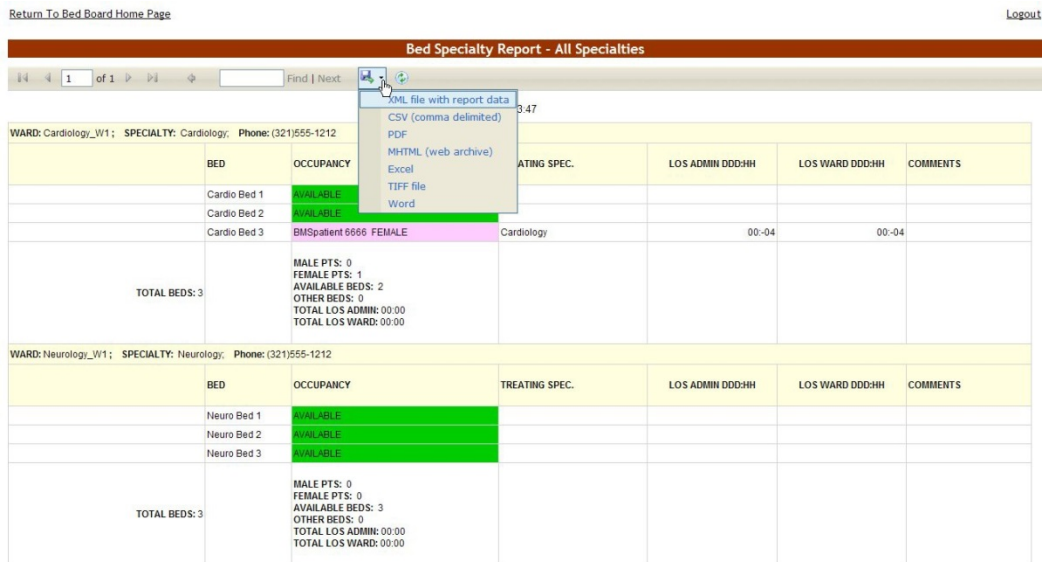 Return To Bed Board Home Page Logout
Bed Specialty Report - All Specialties
1 of 1 Find | Next
XML file with report data
3:47
CSV (comma delimited)
PDF
MHTML (web archive)
Excel
TIFF file
Word
WARD: Cardiology_W1; SPECIALTY: Cardiology; Phone: (321)555-1212
BED OCCUPANCY ATING SPEC. LOS ADMIN DDD:HH LOS WARD DDD:HH COMMENTS
Cardio Bed 1 AVAILABLE
Cardio Bed 2 AVAILABLE
Cardio Bed 3 BMSpatient 6666 FEMALE Cardiology 00:-04 00:-04
MALE PTS: 0
FEMALE PTS: 1
AVAILABLE BEDS: 2
TOTAL BEDS: 3
OTHER BEDS: 0
TOTAL LOS ADMIN: 00:00
TOTAL LOS WARD: 00:00
WARD: Neurology_W1; SPECIALTY: Neurology; Phone: (321)555-1212
BED OCCUPANCY TREATING SPEC. LOS ADMIN DDD:HH LOS WARD DDD:HH COMMENTS
Neuro Bed 1 AVAILABLE
Neuro Bed 2 AVAILABLE
Neuro Bed 3 AVAILABLE
MALE PTS: 0
FEMALE PTS: 0
AVAILABLE BEDS: 3
TOTAL BEDS: 3
OTHER BEDS: 0
TOTAL LOS ADMIN: 00:00
TOTAL LOS WARD: 00:00